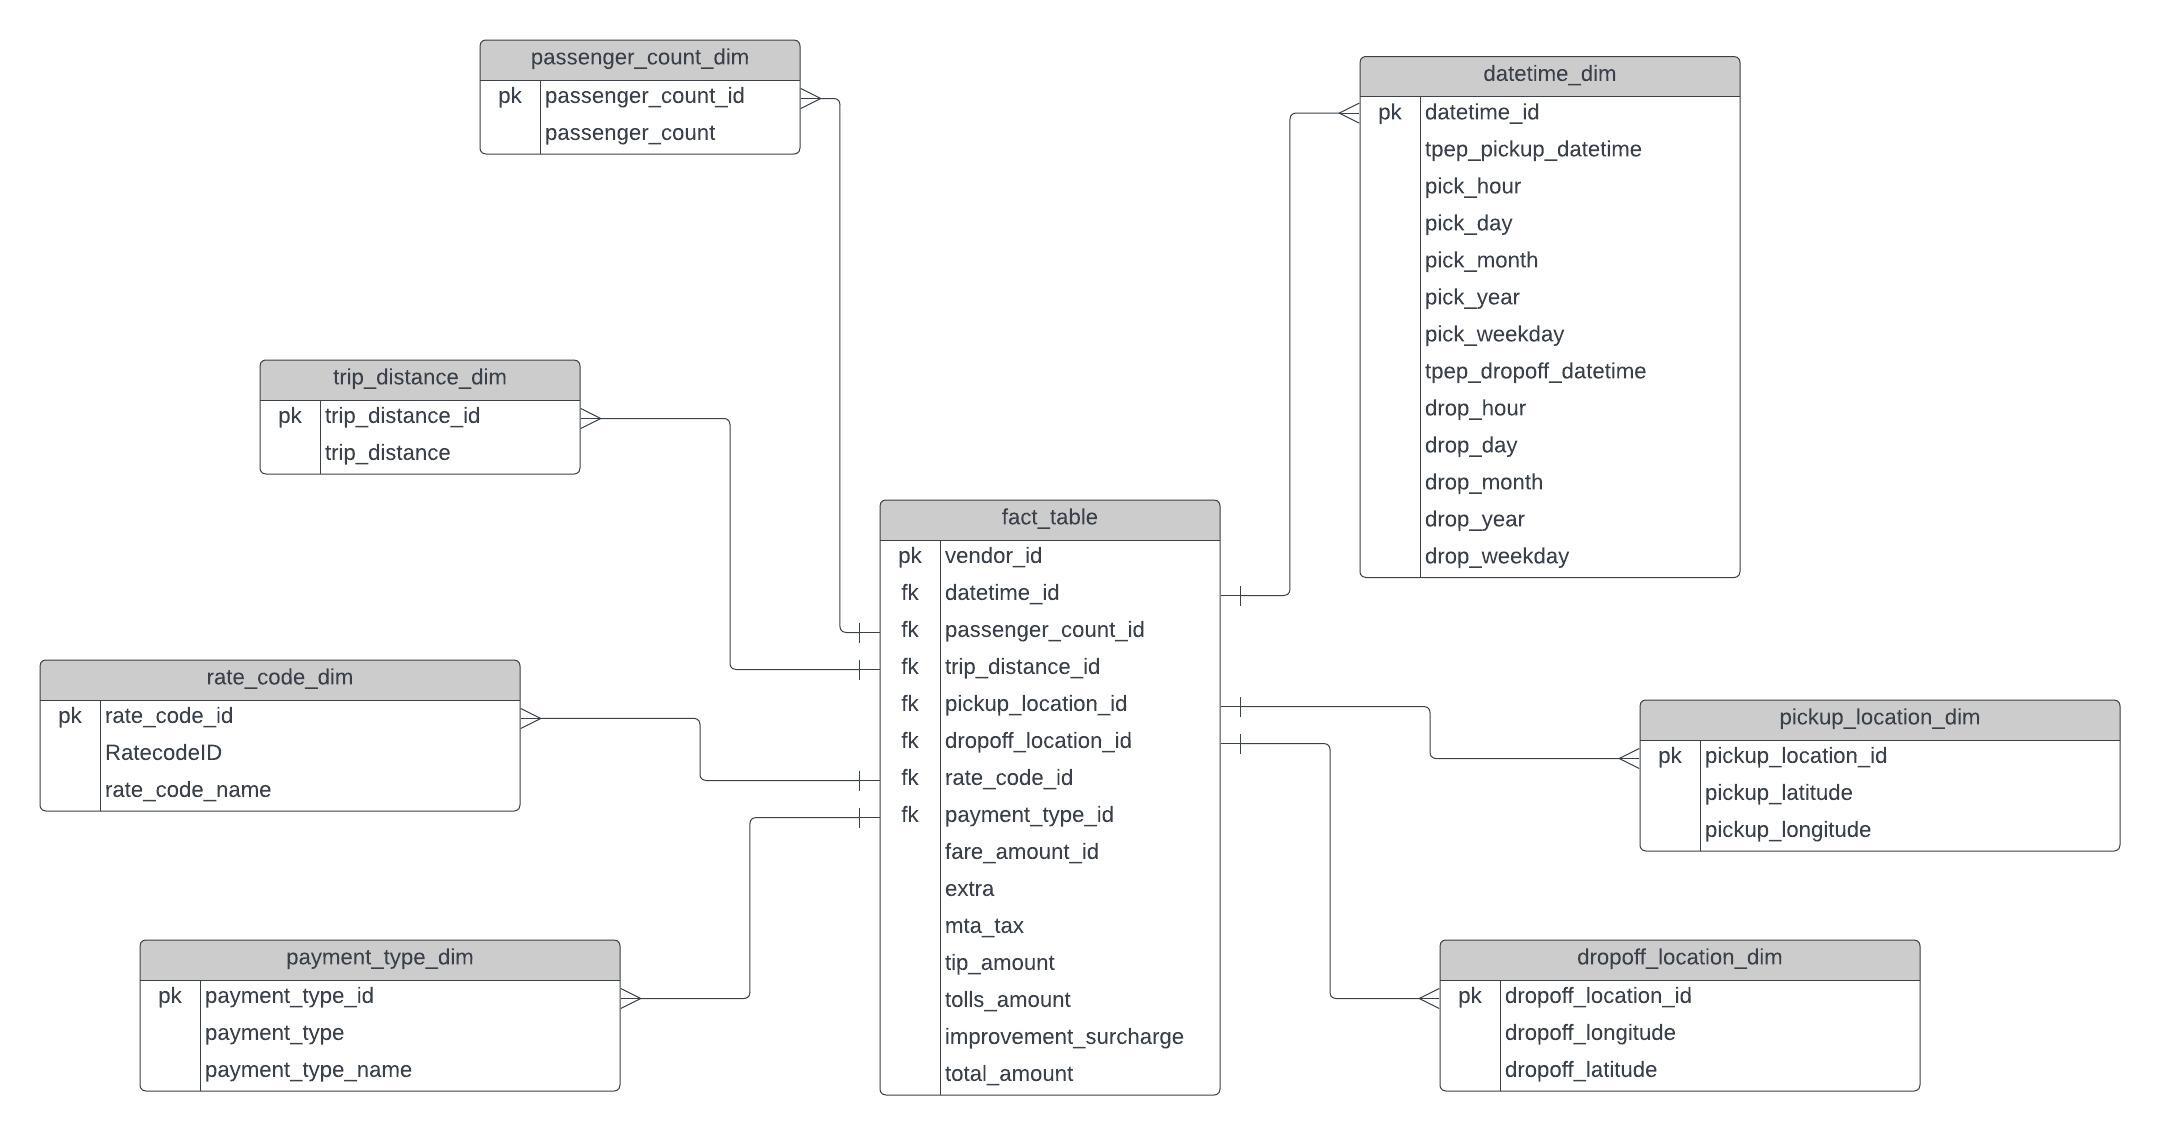 passenger_count_dim
pk passenger_count_id
passenger_count
datetime_dim
pk datetime_id
tpep_pickup_datetime
pick_hour
pick_day
pick_month
pick_year
pick_weekday
tpep_dropoff_datetime
drop_hour
drop_day
drop_month
drop_year
drop_weekday
trip_distance_dim
pk trip_distance_id
trip_distance
fact_table
pk vendor_id
fk datetime_id
fk passenger_count_id
fk trip_distance_id
fk pickup_location_id
fk dropoff_location_id
fk rate_code_id
fk payment_type_id
fare_amount_id
extra
mta_tax
tip_amount
tolls_amount
improvement_surcharge
total_amount
rate_code_dim
pk rate_code_id
RatecodeID
rate_code_name
pickup_location_dim
pk pickup_location_id
pickup_latitude
pickup_longitude
payment_type_dim
pk payment_type_id
payment_type
payment_type_name
dropoff_location_dim
pk dropoff_location_id
dropoff_longitude
dropoff_latitude